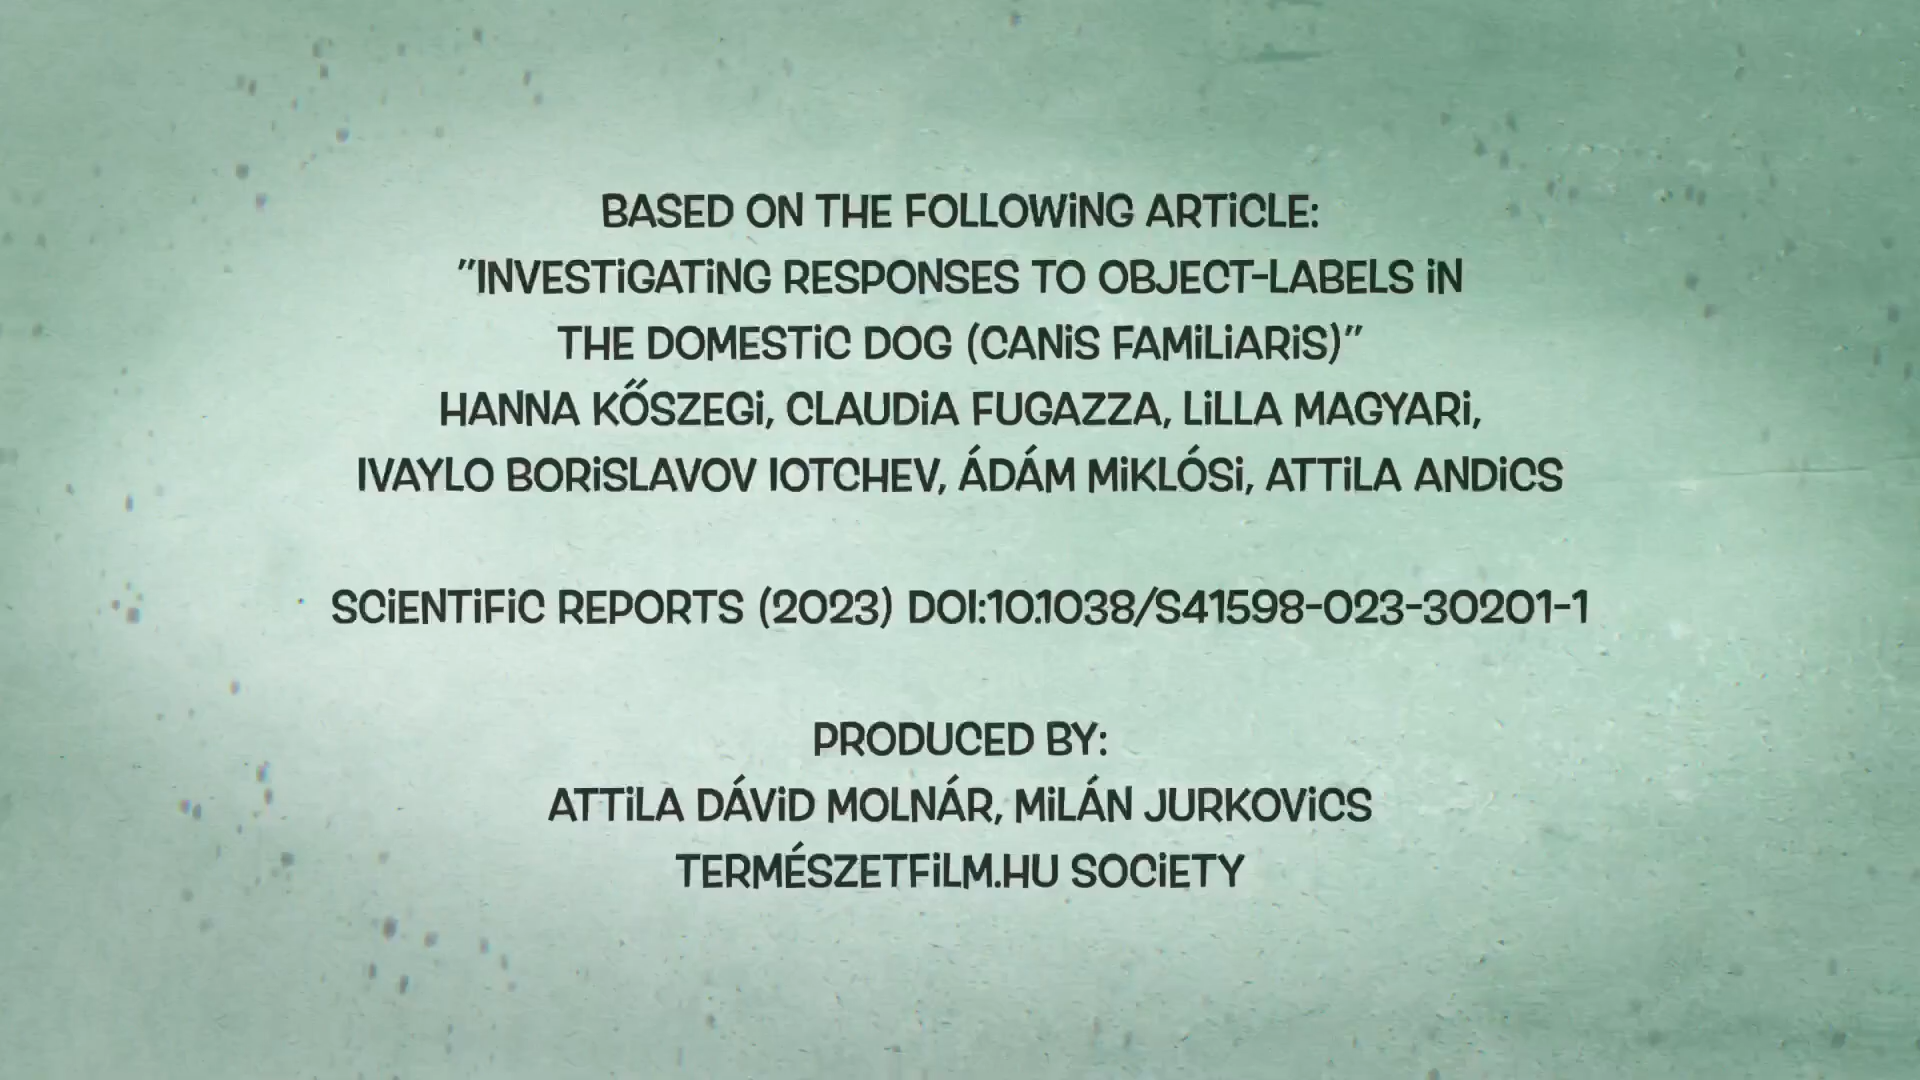 BASED ON THE FOLLOWING ARTICLE:
"INVESTIGATING RESPONSES TO OBJECT-LABELS IN
THE DOMESTIC DOG (CANIS FAMILIARIS)"
HANNA KŐSZEGI, CLAUDIA FUGAZZA, LILLA MAGYARI,
IVAYLO BORISLAVOV IOTCHEV, ÁDÁM MIKLÓSI, ATTILA ANDICS
SCIENTIFIC REPORTS (2023) DOI:10.1038/S41598-023-30201-1
PRODUCED BY:
ATTILA DÁVID MOLNÁR, MILÁN JURKOVICS
TERMÉSZETFILM.HU SOCIETY